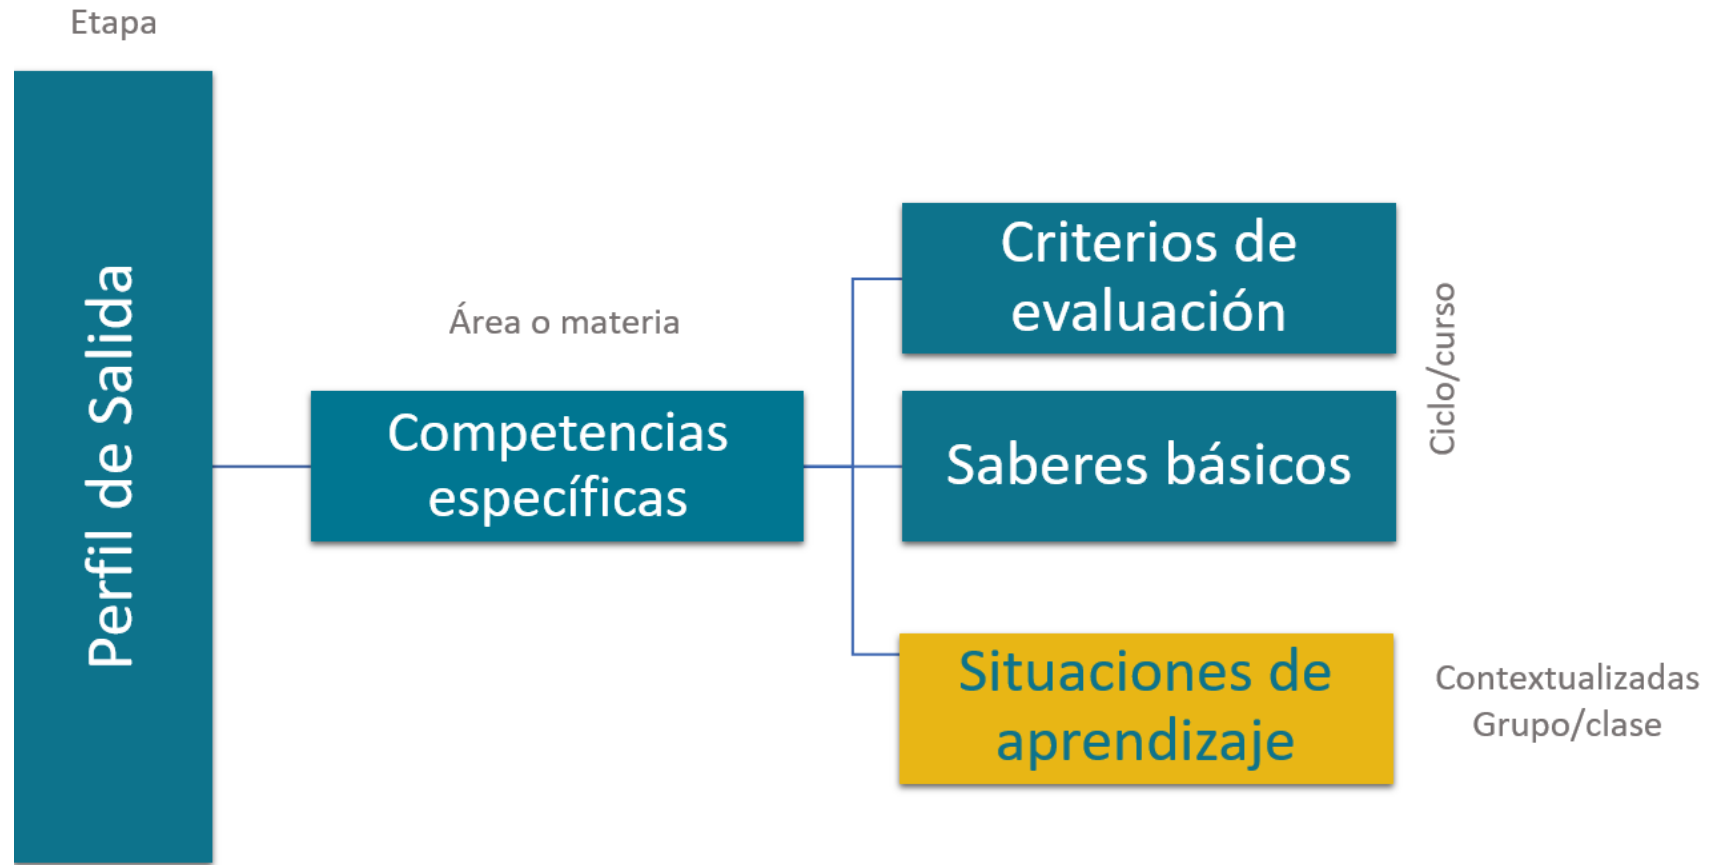 Etapa
Perfil de Salida
Área o materia
Competencias
específicas
Criterios de
evaluación
Saberes básicos
Ciclo/curso
Situaciones de
aprendizaje
Contextualizadas
Grupo/clase